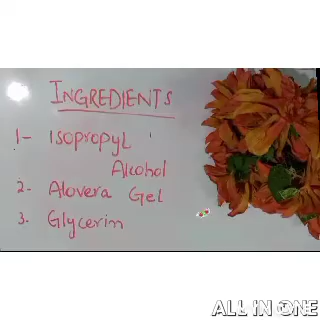 INGREDIENTS
1- Isopropyl
Alcohol
2. Alovera Gel
3. Glycerin
ALL IN ONE